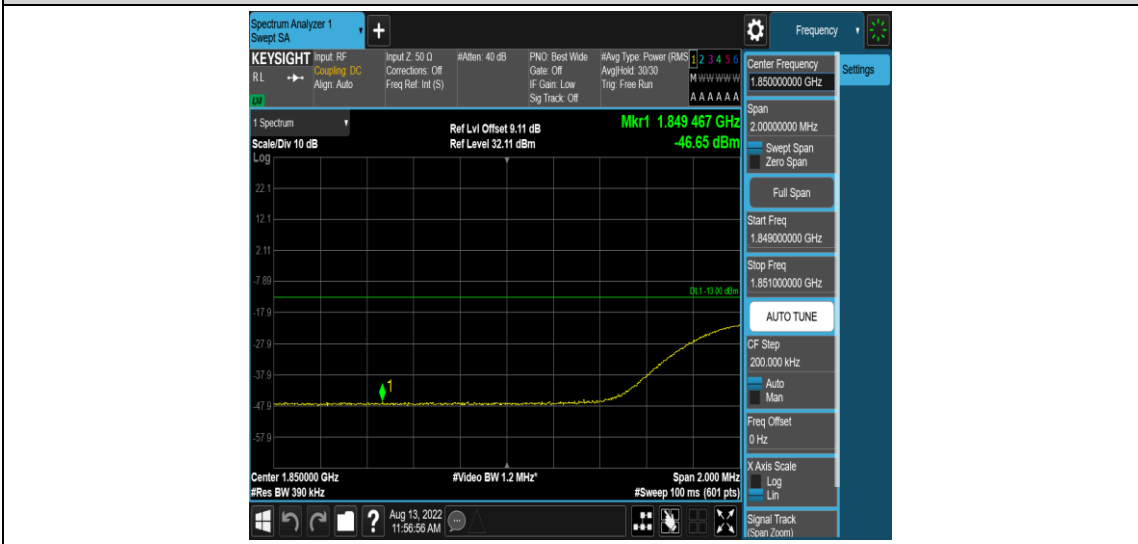 Spectrum Analyzer 1
Swept SA
+
Frequency
KEYSIGHT
RL
LXI
Input: RF
Coupling: DC
Align: Auto
Input Z: 50 Ω
Corrections: Off
Freq Ref: Int (S)
#Atten: 40 dB
PNO: Best Wide
Gate: Off
IF Gain: Low
Sig Track: Off
#Avg Type: Power (RMS
Avg|Hold: 30/30
Trig: Free Run
1 2 3 4 5 6
M W W W W W
A A A A A A
1 Spectrum
Scale/Div 10 dB
Log
Ref Lvl Offset 9.11 dB
Ref Level 32.11 dBm
Mkr1 1.849 467 GHz
-46.65 dBm
22.1
12.1
2.11
-7.89
DL1 -13.00 dBm
-17.9
-27.9
-37.9
1
-47.9
-57.9
Center 1.850000 GHz
#Res BW 390 kHz
#Video BW 1.2 MHz*
Span 2.000 MHz
#Sweep 100 ms (601 pts)
?
Aug 13, 2022
11:56:56 AM
Center Frequency
1.850000000 GHz
Settings
Span
2.00000000 MHz
Swept Span
Zero Span
Full Span
Start Freq
1.849000000 GHz
Stop Freq
1.851000000 GHz
AUTO TUNE
CF Step
200.000 kHz
Auto
Man
Freq Offset
0 Hz
X Axis Scale
Log
Lin
Signal Track
(Span Zoom)